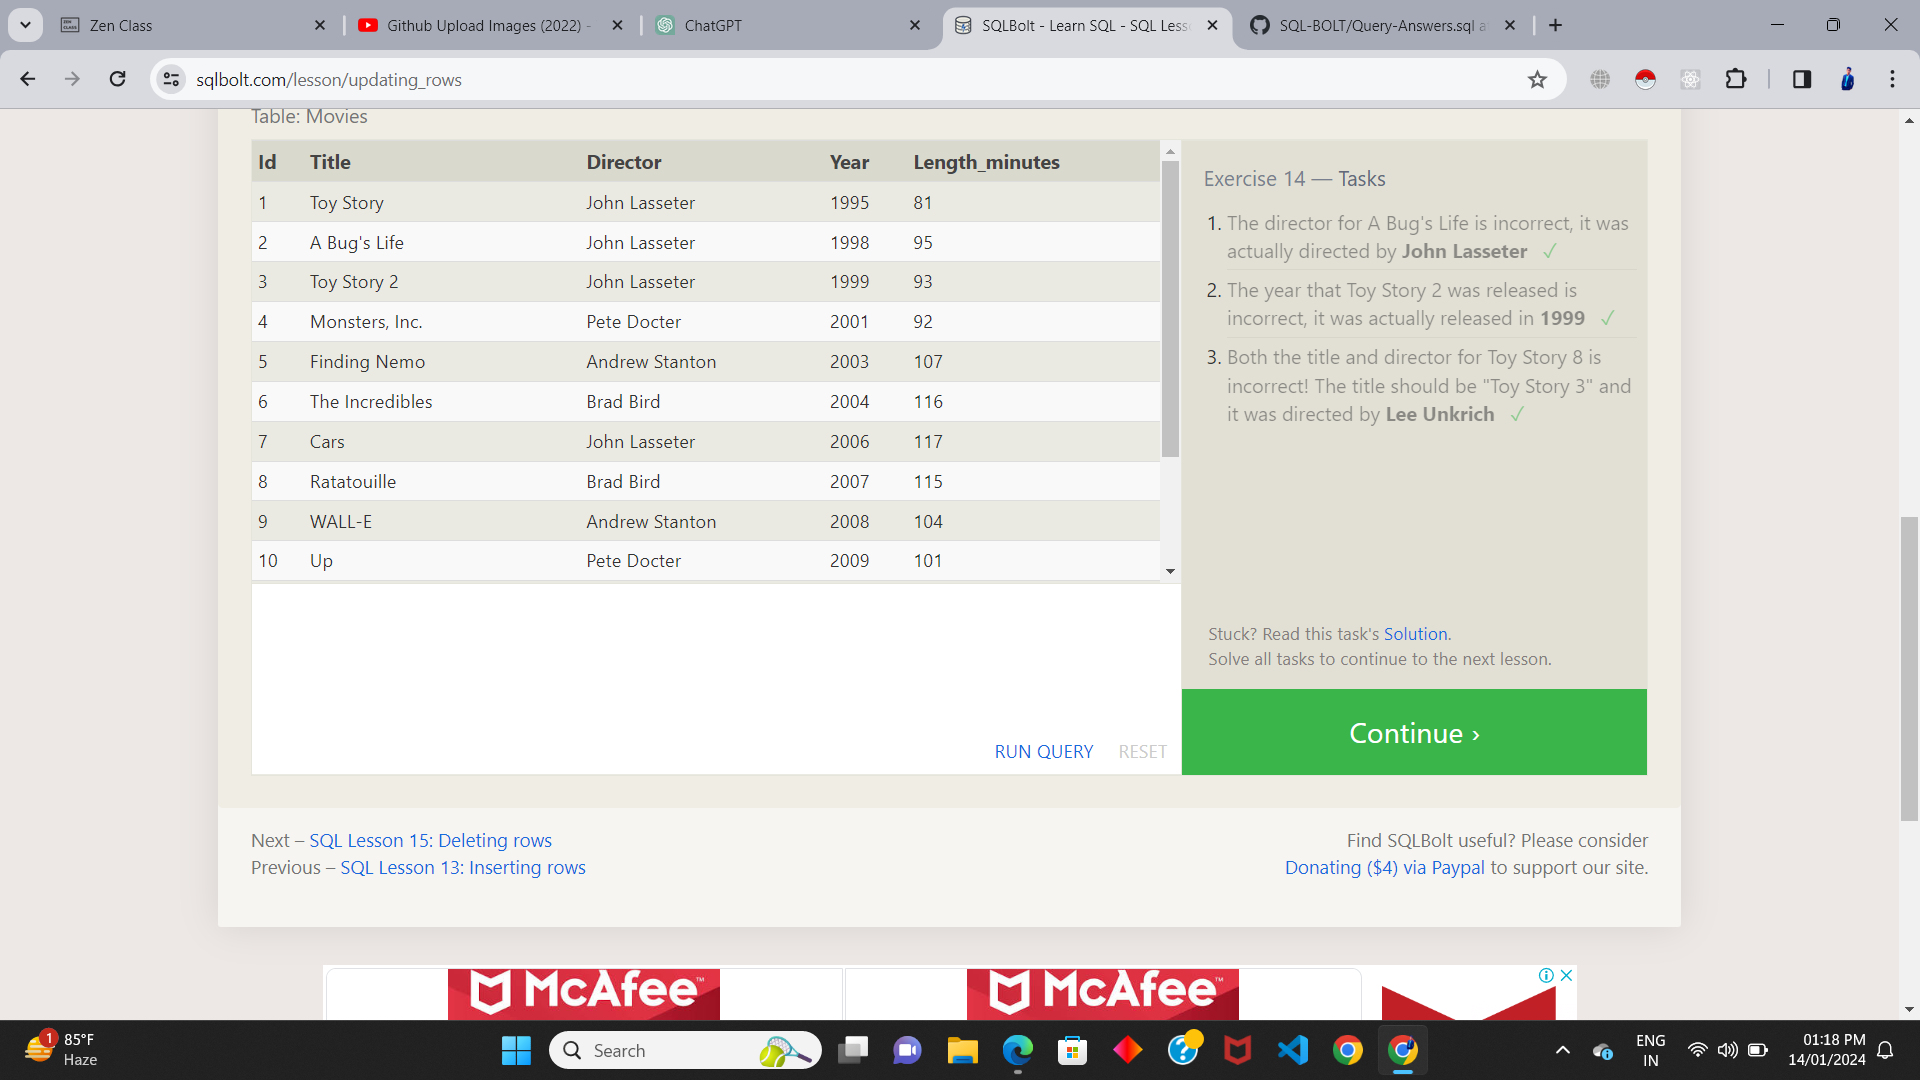 Zen Class
Github Upload Images (2022) -
ChatGPT
SQLBolt - Learn SQL - SQL Less
SQL-BOLT/Query-Answers.sql a
sqlbolt.com/lesson/updating_rows
Table: Movies
Id Title Director Year Length_minutes
1 Toy Story John Lasseter 1995 81
2 A Bug's Life John Lasseter 1998 95
3 Toy Story 2 John Lasseter 1999 93
4 Monsters, Inc. Pete Docter 2001 92
5 Finding Nemo Andrew Stanton 2003 107
6 The Incredibles Brad Bird 2004 116
7 Cars John Lasseter 2006 117
8 Ratatouille Brad Bird 2007 115
9 WALL-E Andrew Stanton 2008 104
10 Up Pete Docter 2009 101
RUN QUERY RESET
Exercise 14 — Tasks
1. The director for A Bug's Life is incorrect, it was
actually directed by John Lasseter ✓
2. The year that Toy Story 2 was released is
incorrect, it was actually released in 1999 ✓
3. Both the title and director for Toy Story 8 is
incorrect! The title should be "Toy Story 3" and
it was directed by Lee Unkrich ✓
Stuck? Read this task's Solution.
Solve all tasks to continue to the next lesson.
Continue ›
Next – SQL Lesson 15: Deleting rows
Previous – SQL Lesson 13: Inserting rows
Find SQLBolt useful? Please consider
Donating ($4) via Paypal to support our site.
McAfee™
McAfee™
1
85°F
Haze
Search
ENG
IN
01:18 PM
14/01/2024